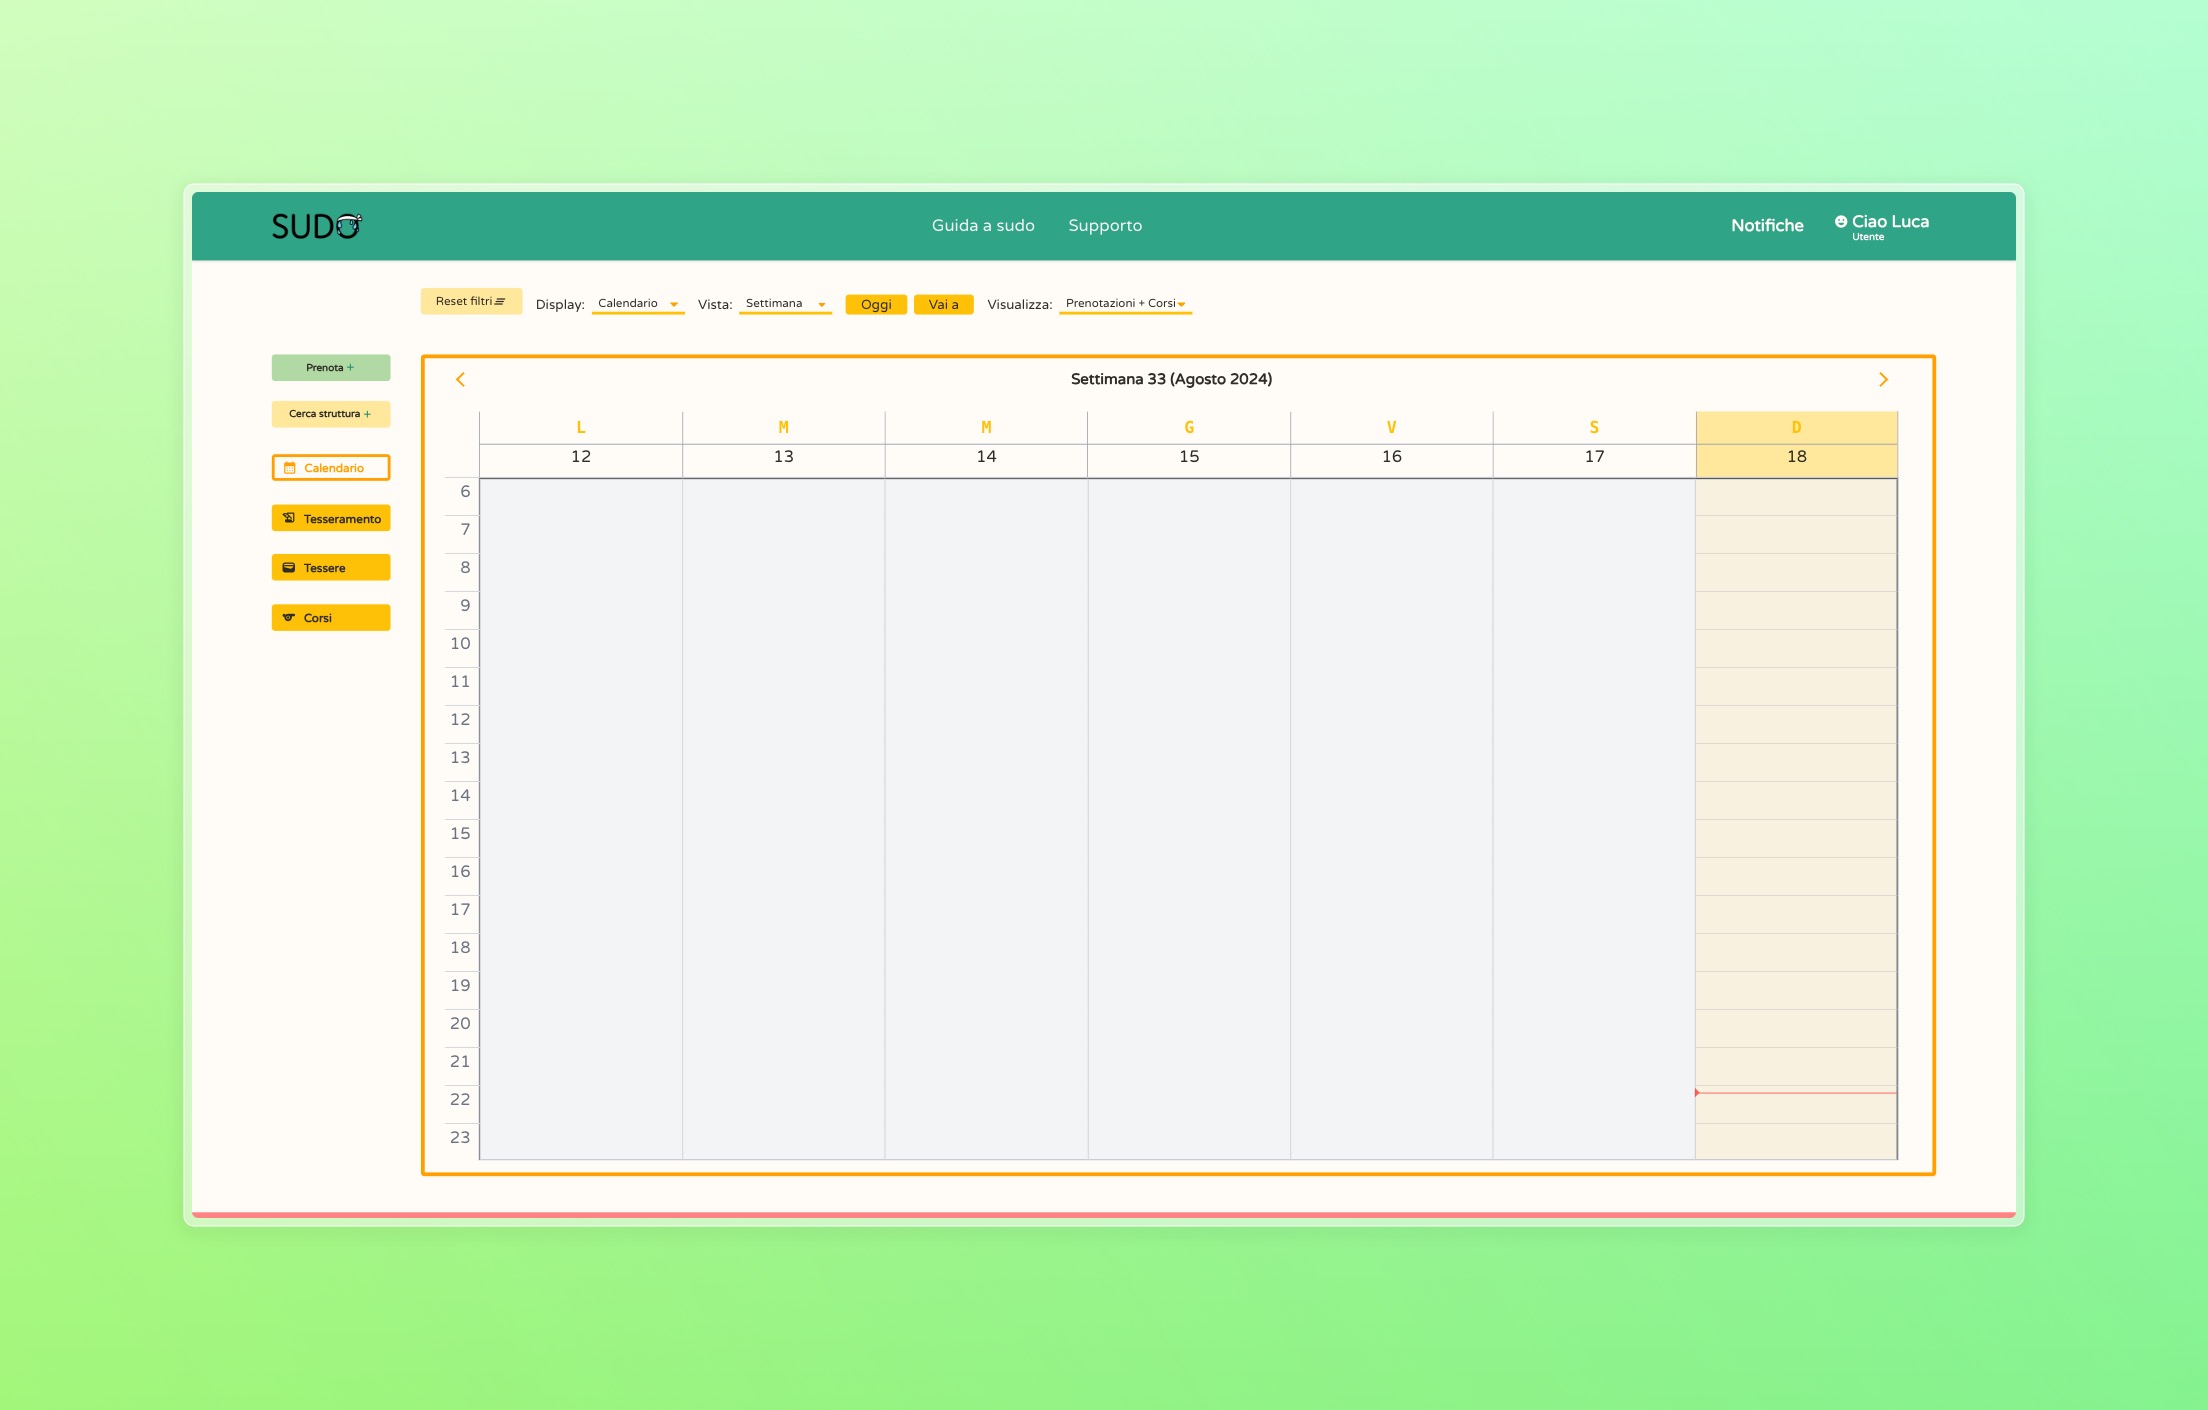 SUDO
Guida a sudo
Supporto
Notifiche
Ciao Luca
Utente
Reset filtri
Display:
Calendario
Vista:
Settimana
Oggi
Vai a
Visualizza:
Prenotazioni + Corsi
Prenota +
Cerca struttura +
Calendario
Tesseramento
Tessere
Corsi
Settimana 33 (Agosto 2024)
L M M G V S D
12 13 14 15 16 17 18
6
7
8
9
10
11
12
13
14
15
16
17
18
19
20
21
22
23